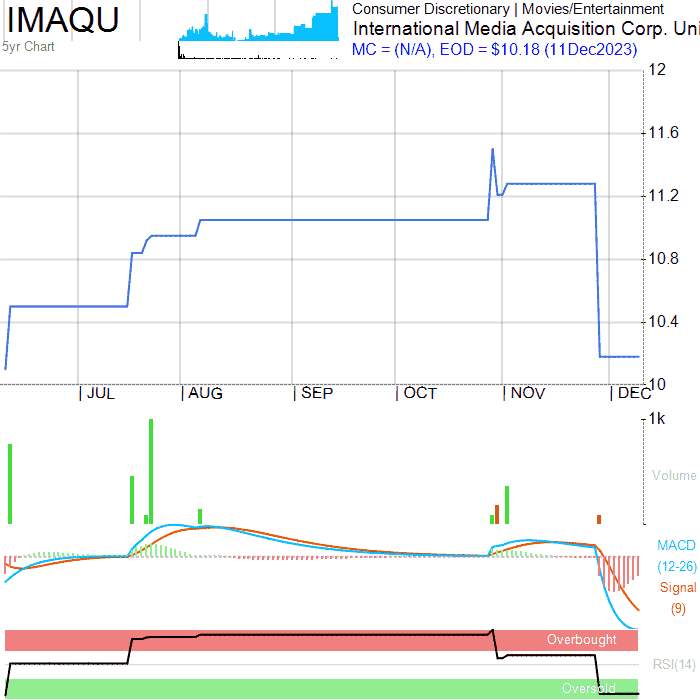 IMAQU
5yr Chart
Consumer Discretionary | Movies/Entertainment
International Media Acquisition Corp. Uni
MC = (N/A), EOD = $10.18 (11Dec2023)
12
11.6
11.2
10.8
10.4
10
| JUL | AUG | SEP | OCT | NOV | DEC
1k
Volume
MACD
(12-26)
Signal
(9)
Overbought
RSI(14)
Oversold